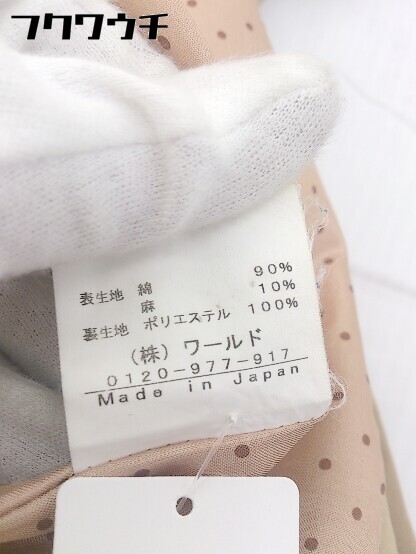 フクワウチ
表生地 綿 90%
麻 10%
裏生地 ポリエステル 100%
(株) ワールド
0120-977-917
Made in Japan